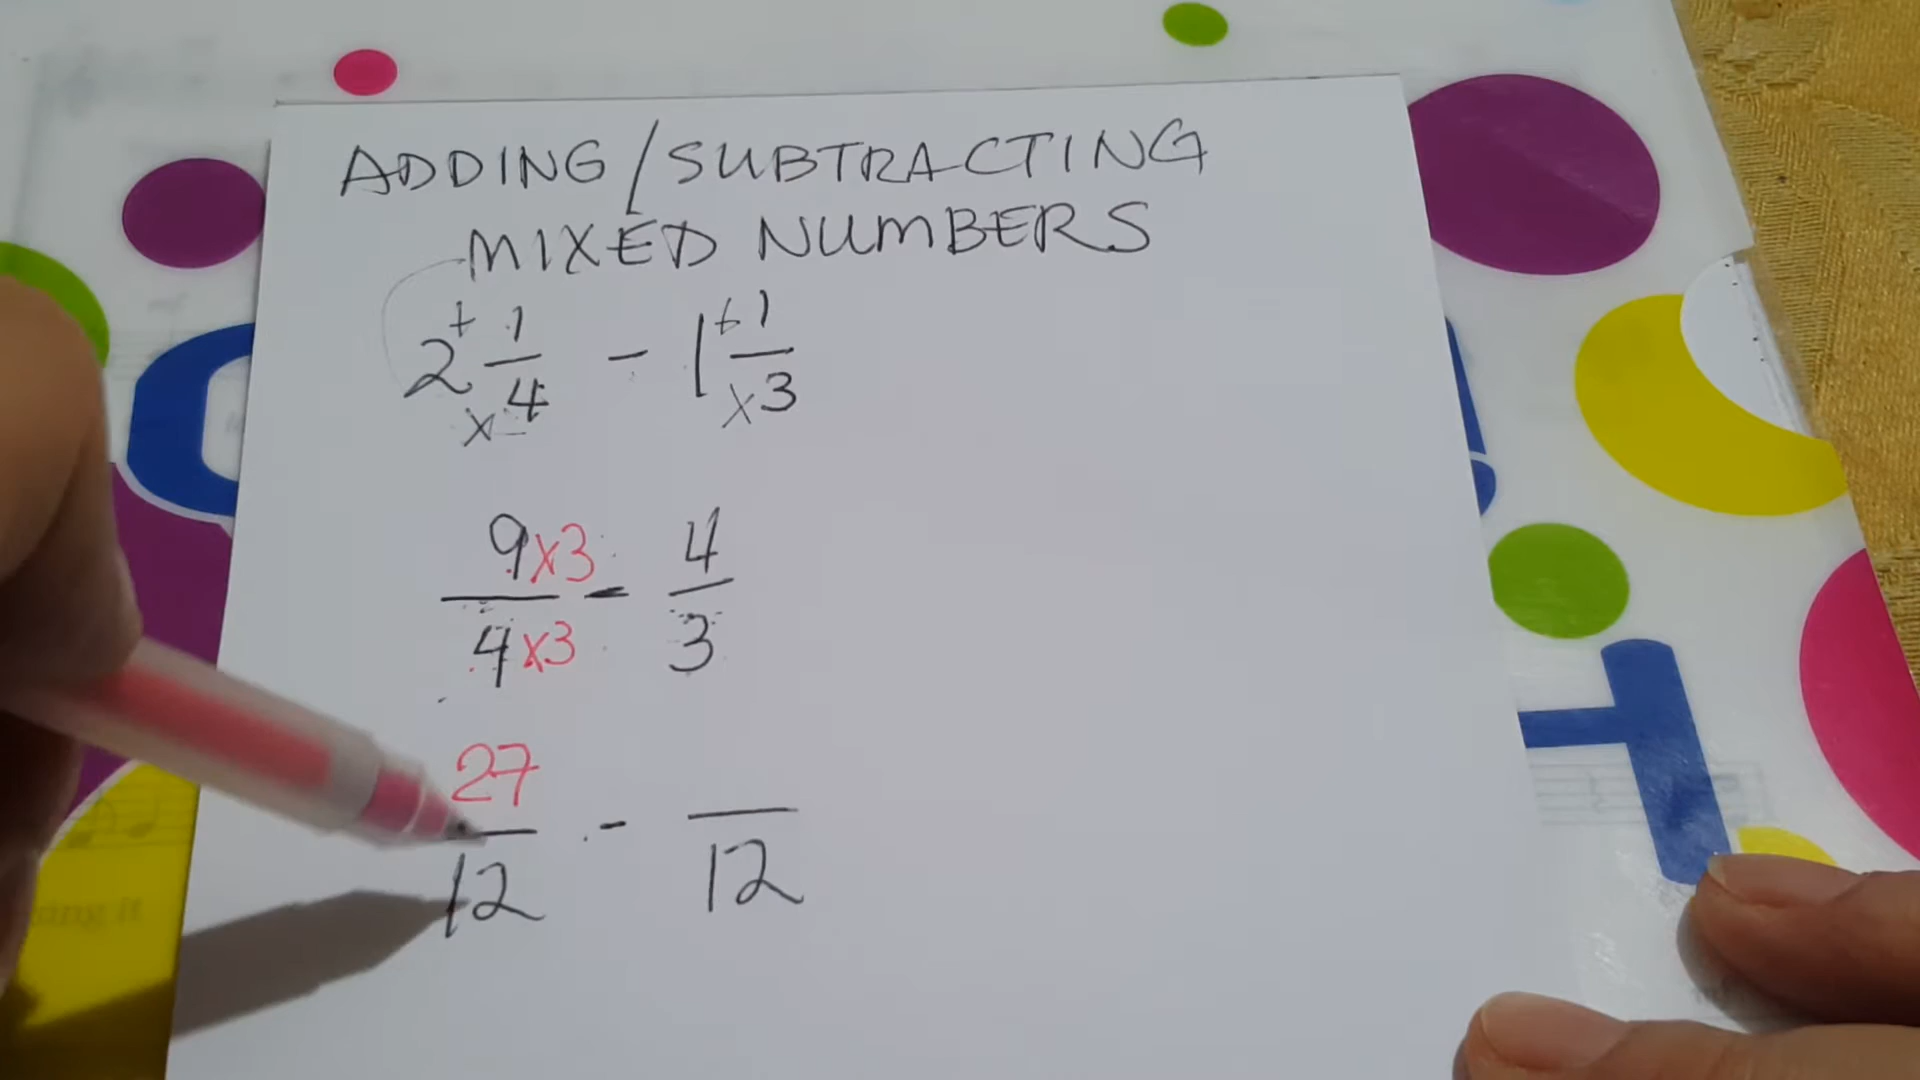 ADDING/SUBTRACTING
MIXED NUMBERS
2 + 1/4 x - 1 + 1/3 x
9x3/4x3 - 4/3
27/12 - /12